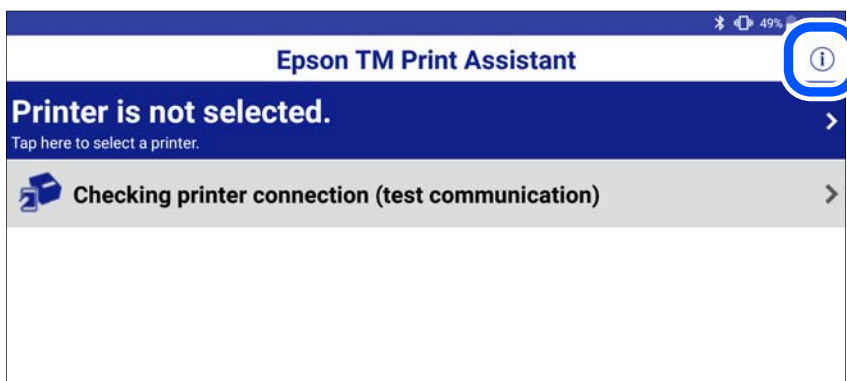 49%
Epson TM Print Assistant
Printer is not selected.
Tap here to select a printer.
Checking printer connection (test communication)